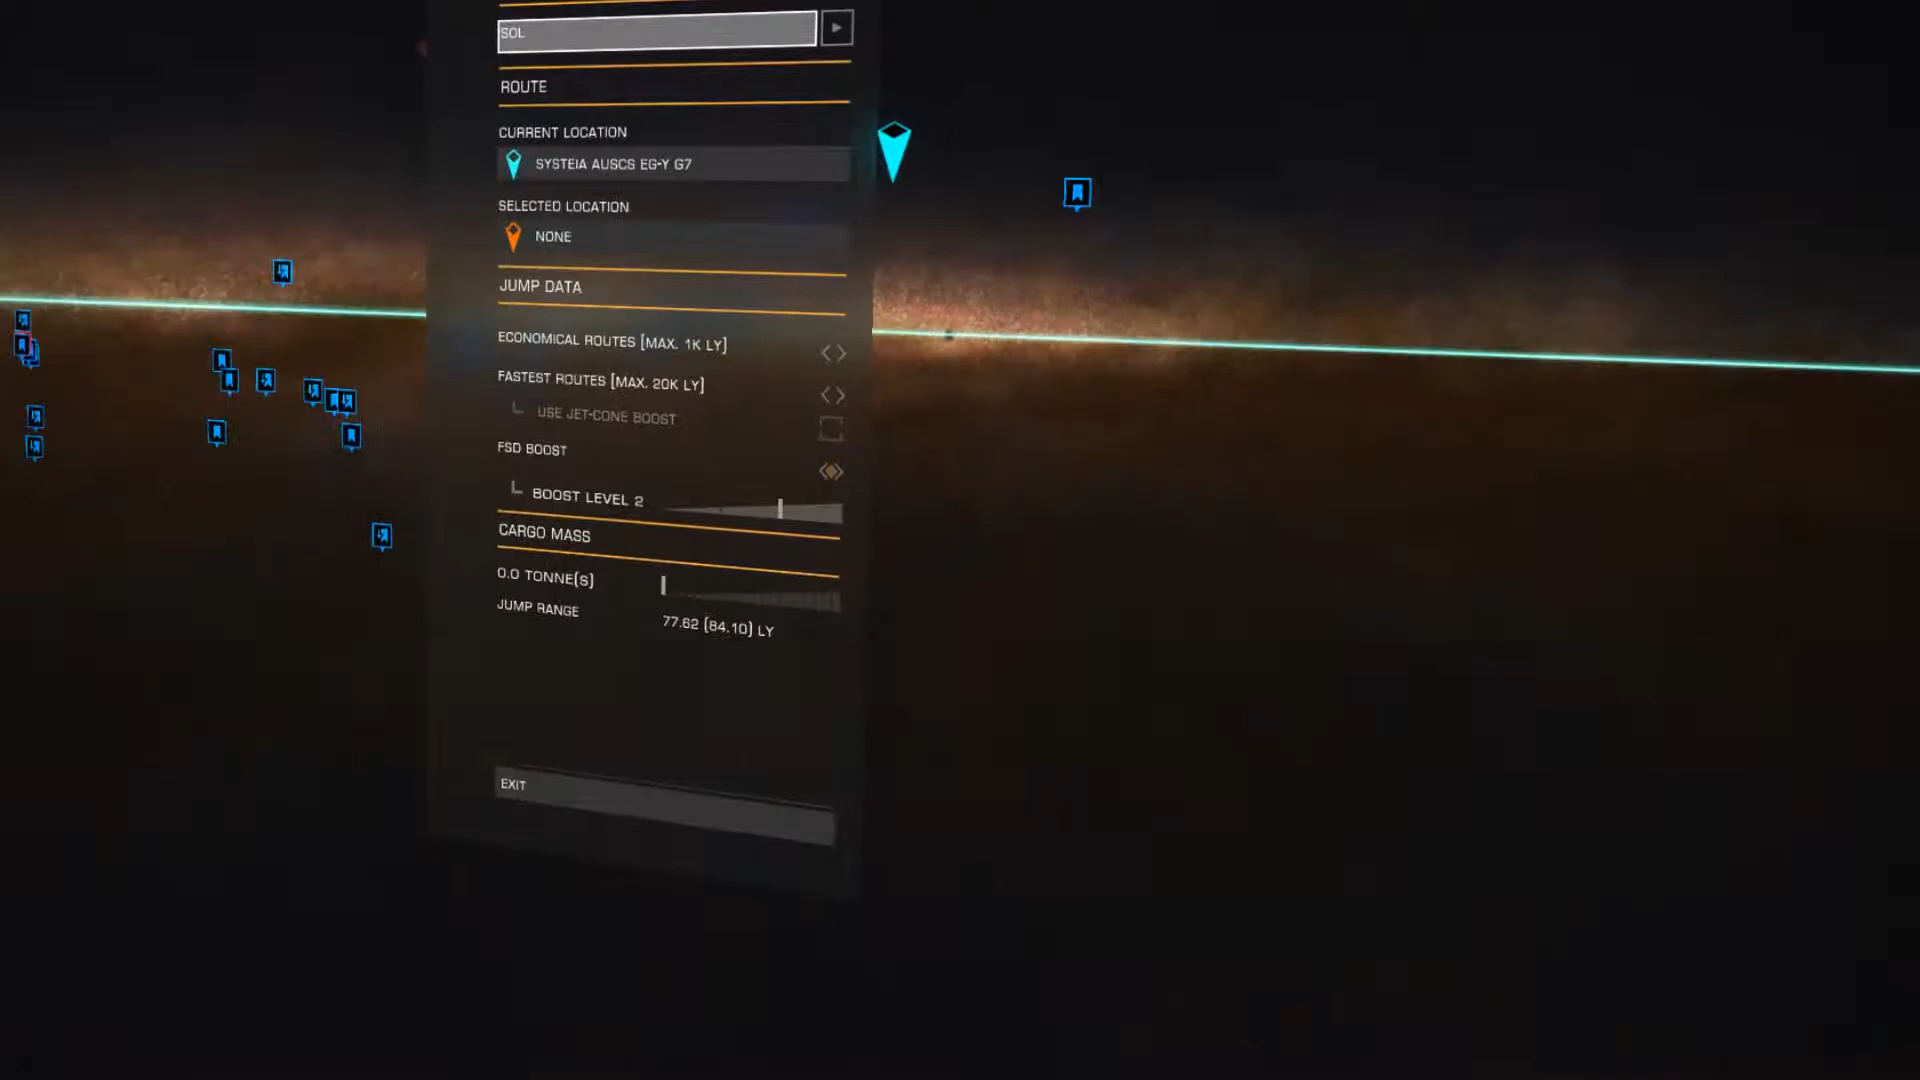 SOL
ROUTE
CURRENT LOCATION
SYSTEIA AUSCS EG-Y G7
SELECTED LOCATION
NONE
JUMP DATA
ECONOMICAL ROUTES [MAX. 1K LY]
FASTEST ROUTES [MAX. 20K LY]
USE JET-CONE BOOST
FSD BOOST
BOOST LEVEL 2
CARGO MASS
0.0 TONNE[S]
JUMP RANGE
77.62 [84.10] LY
EXIT